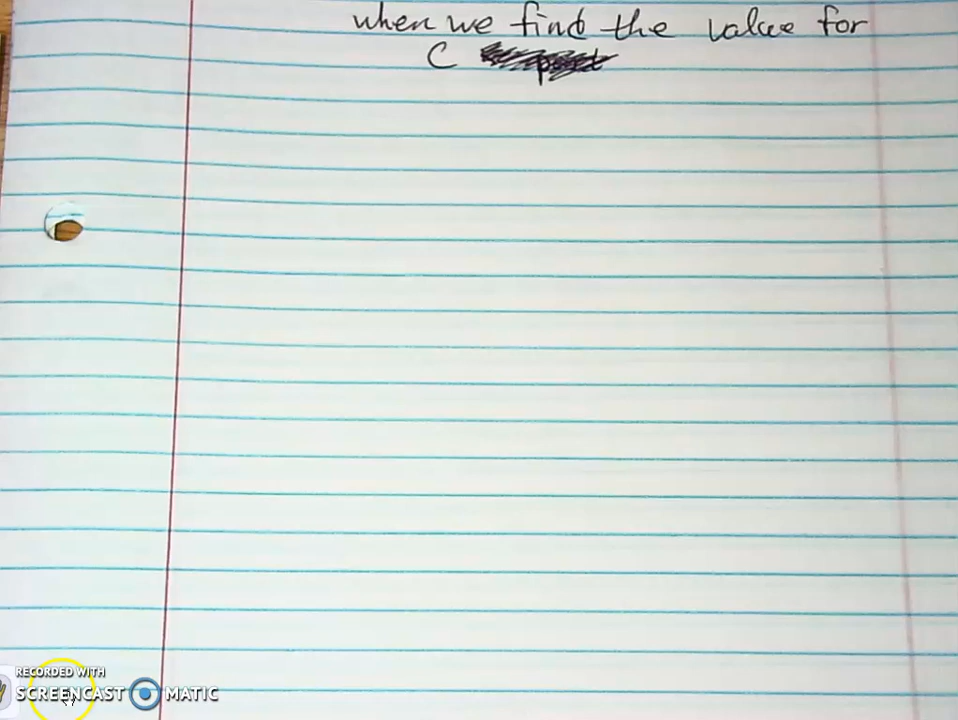 when we find the value for
C
RECORDED WITH
SCREENCAST MATIC